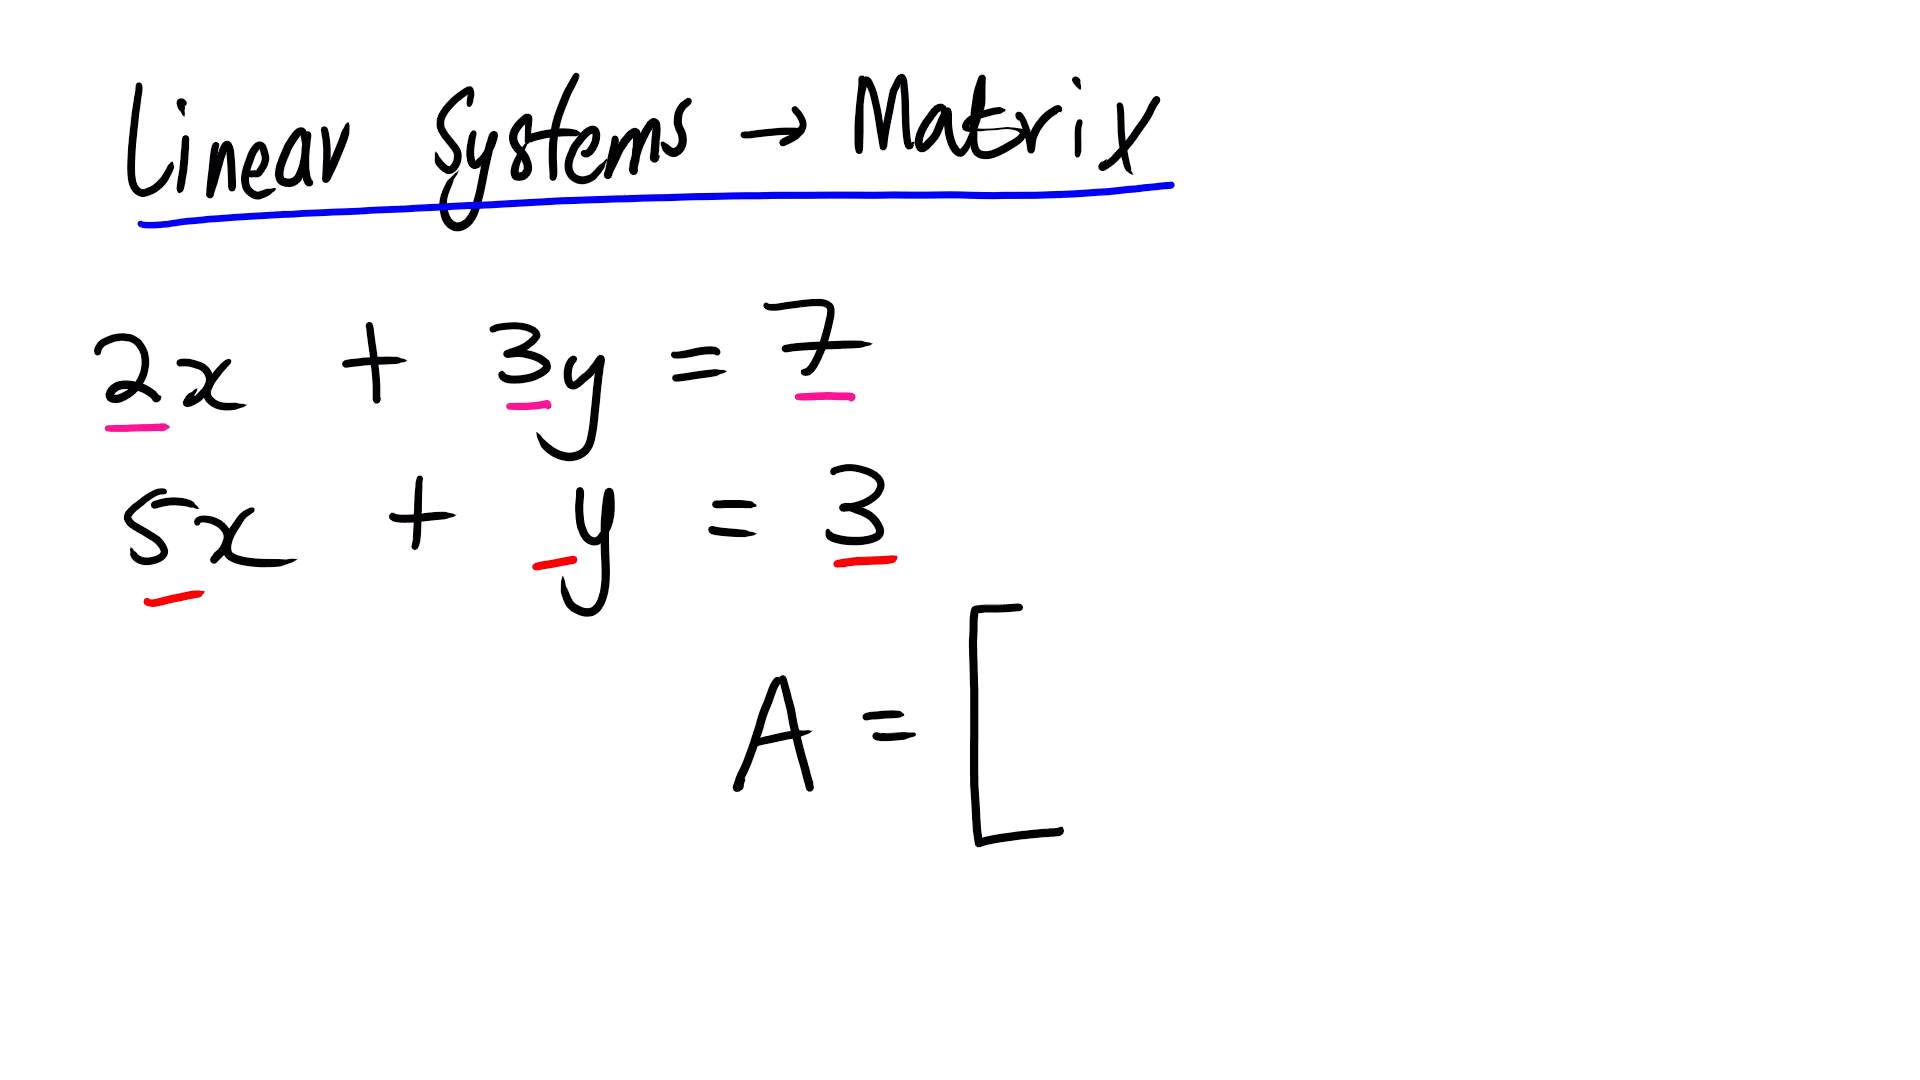 Linear Systems → Matrix
2x + 3y = 7
5x + y = 3
A = [